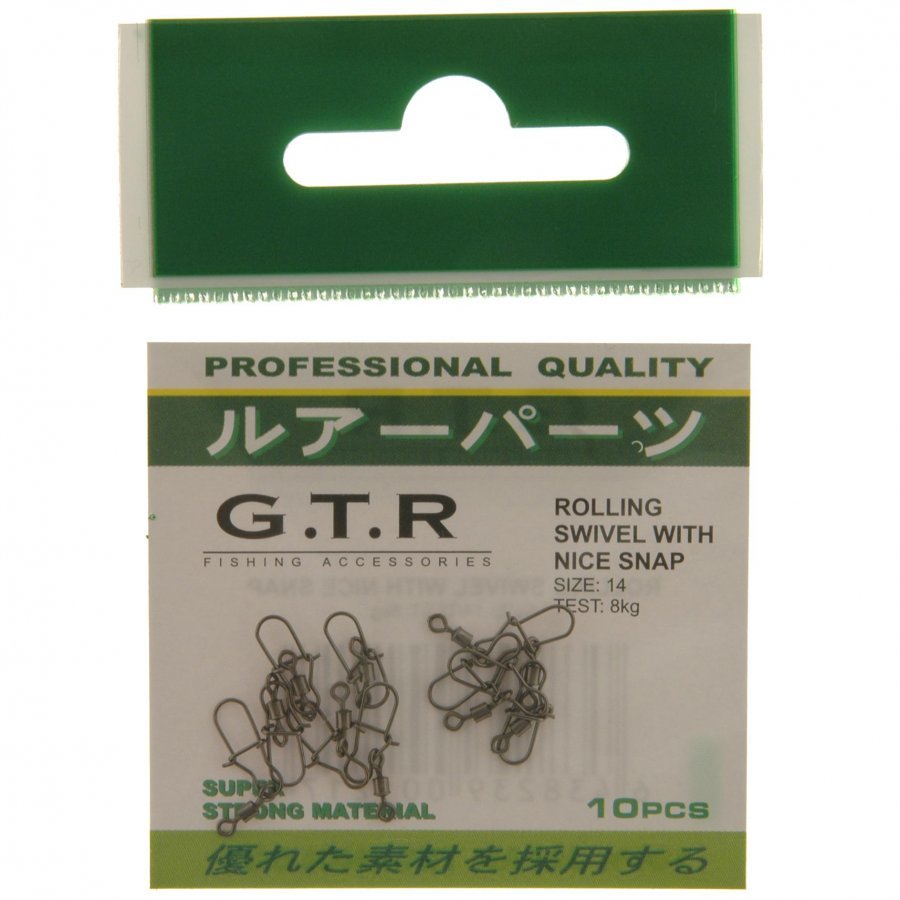 PROFESSIONAL QUALITY
ルアーパーツ
G.T.R
FISHING ACCESSORIES
ROLLING
SWIVEL WITH
NICE SNAP
SIZE: 14
TEST: 8kg
SUPER
STRONG MATERIAL
10PCS
優れた素材を採用する